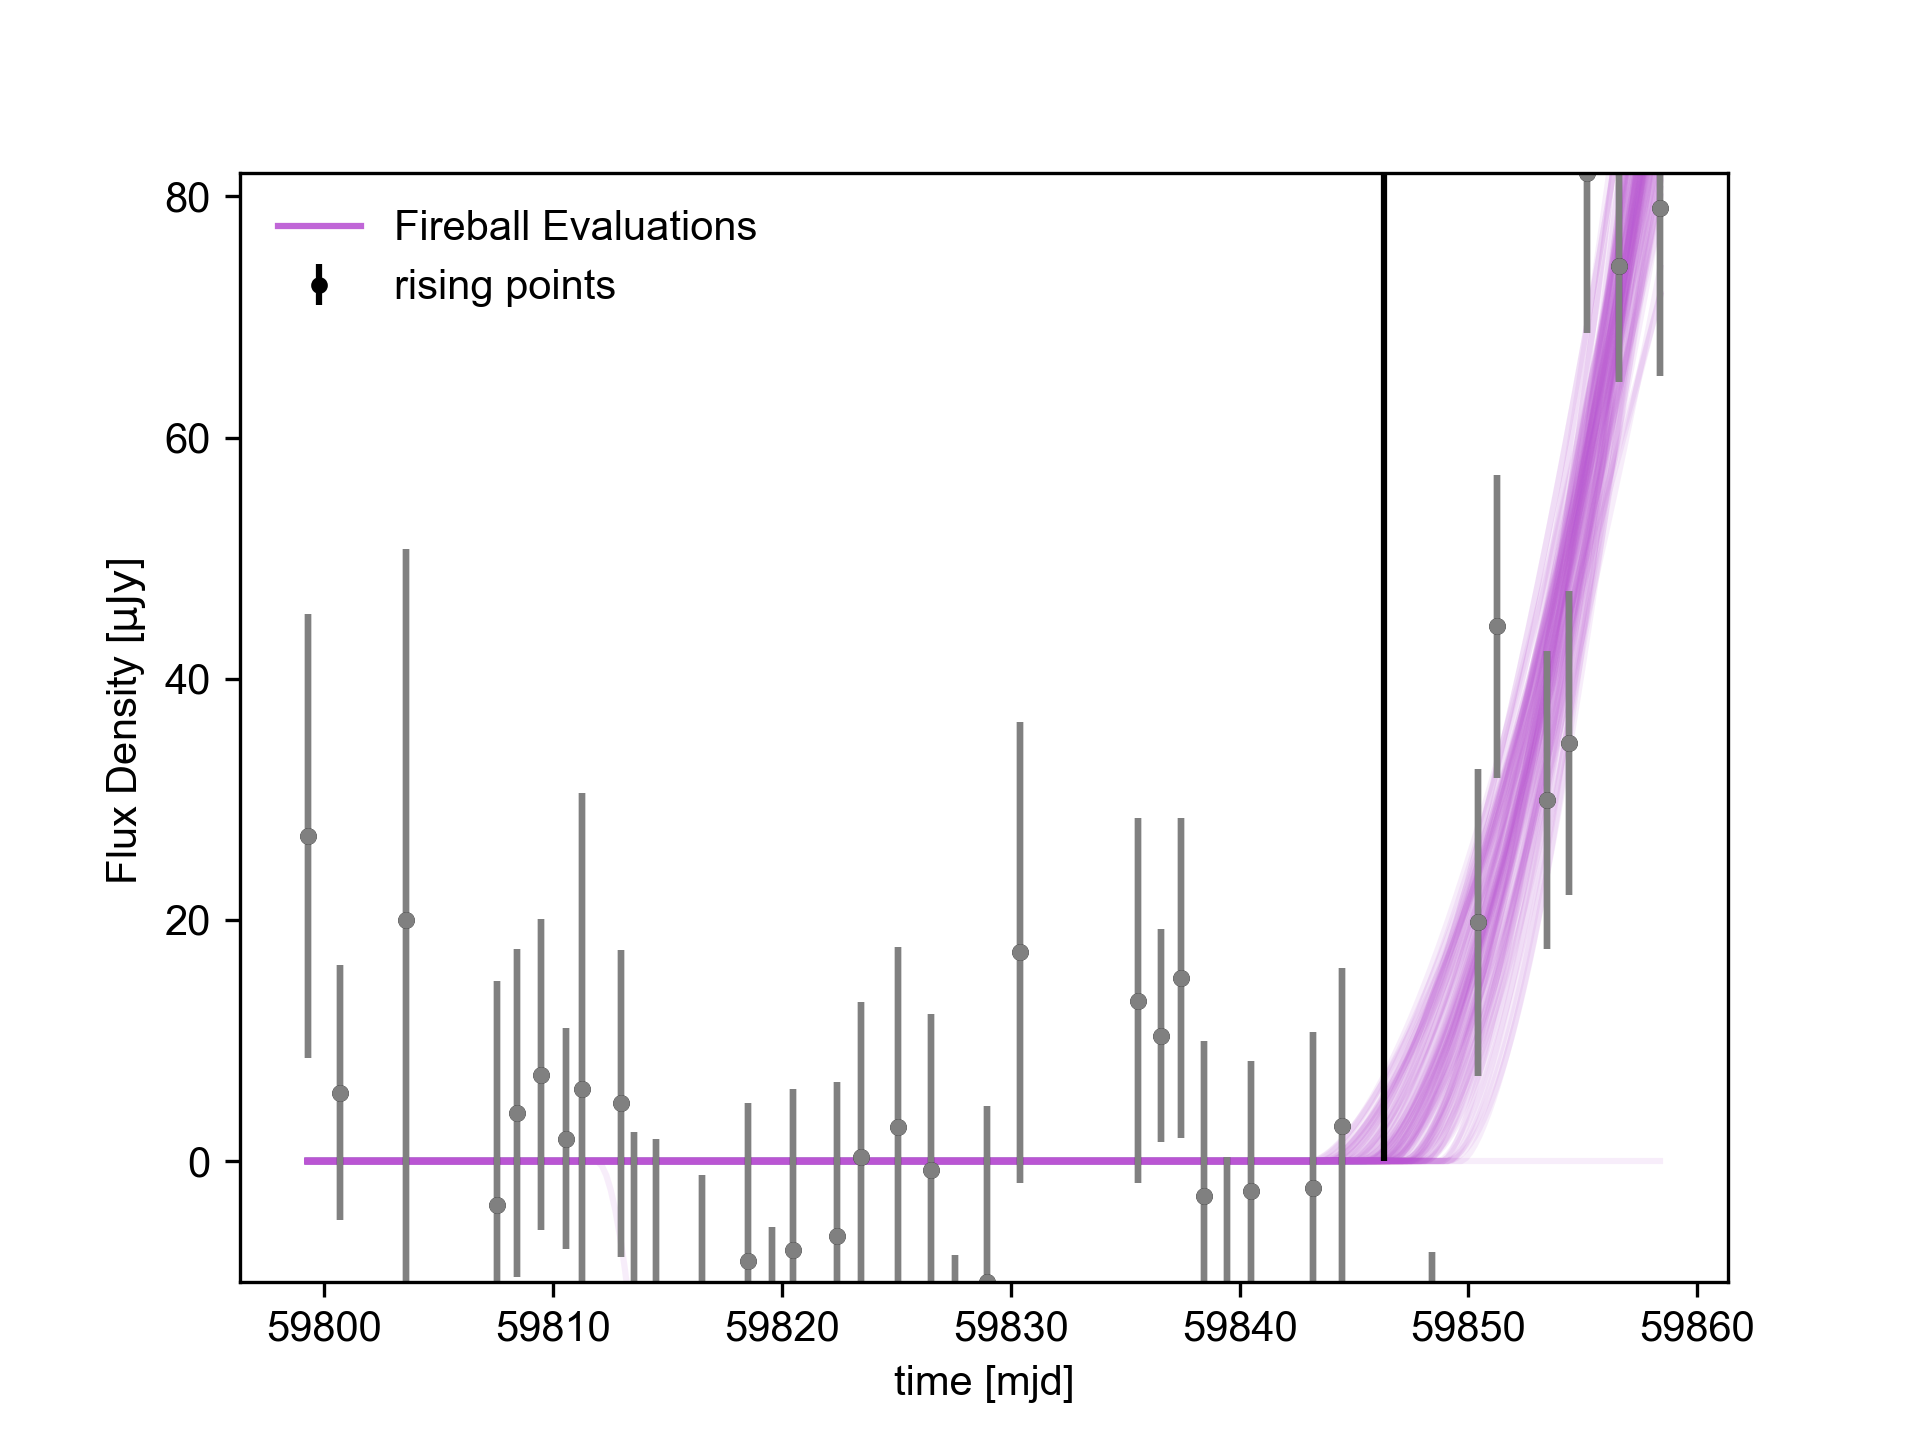 Fireball Evaluations
rising points
80
60
40
20
0
Flux Density [µJy]
59800 59810 59820 59830 59840 59850 59860
time [mjd]